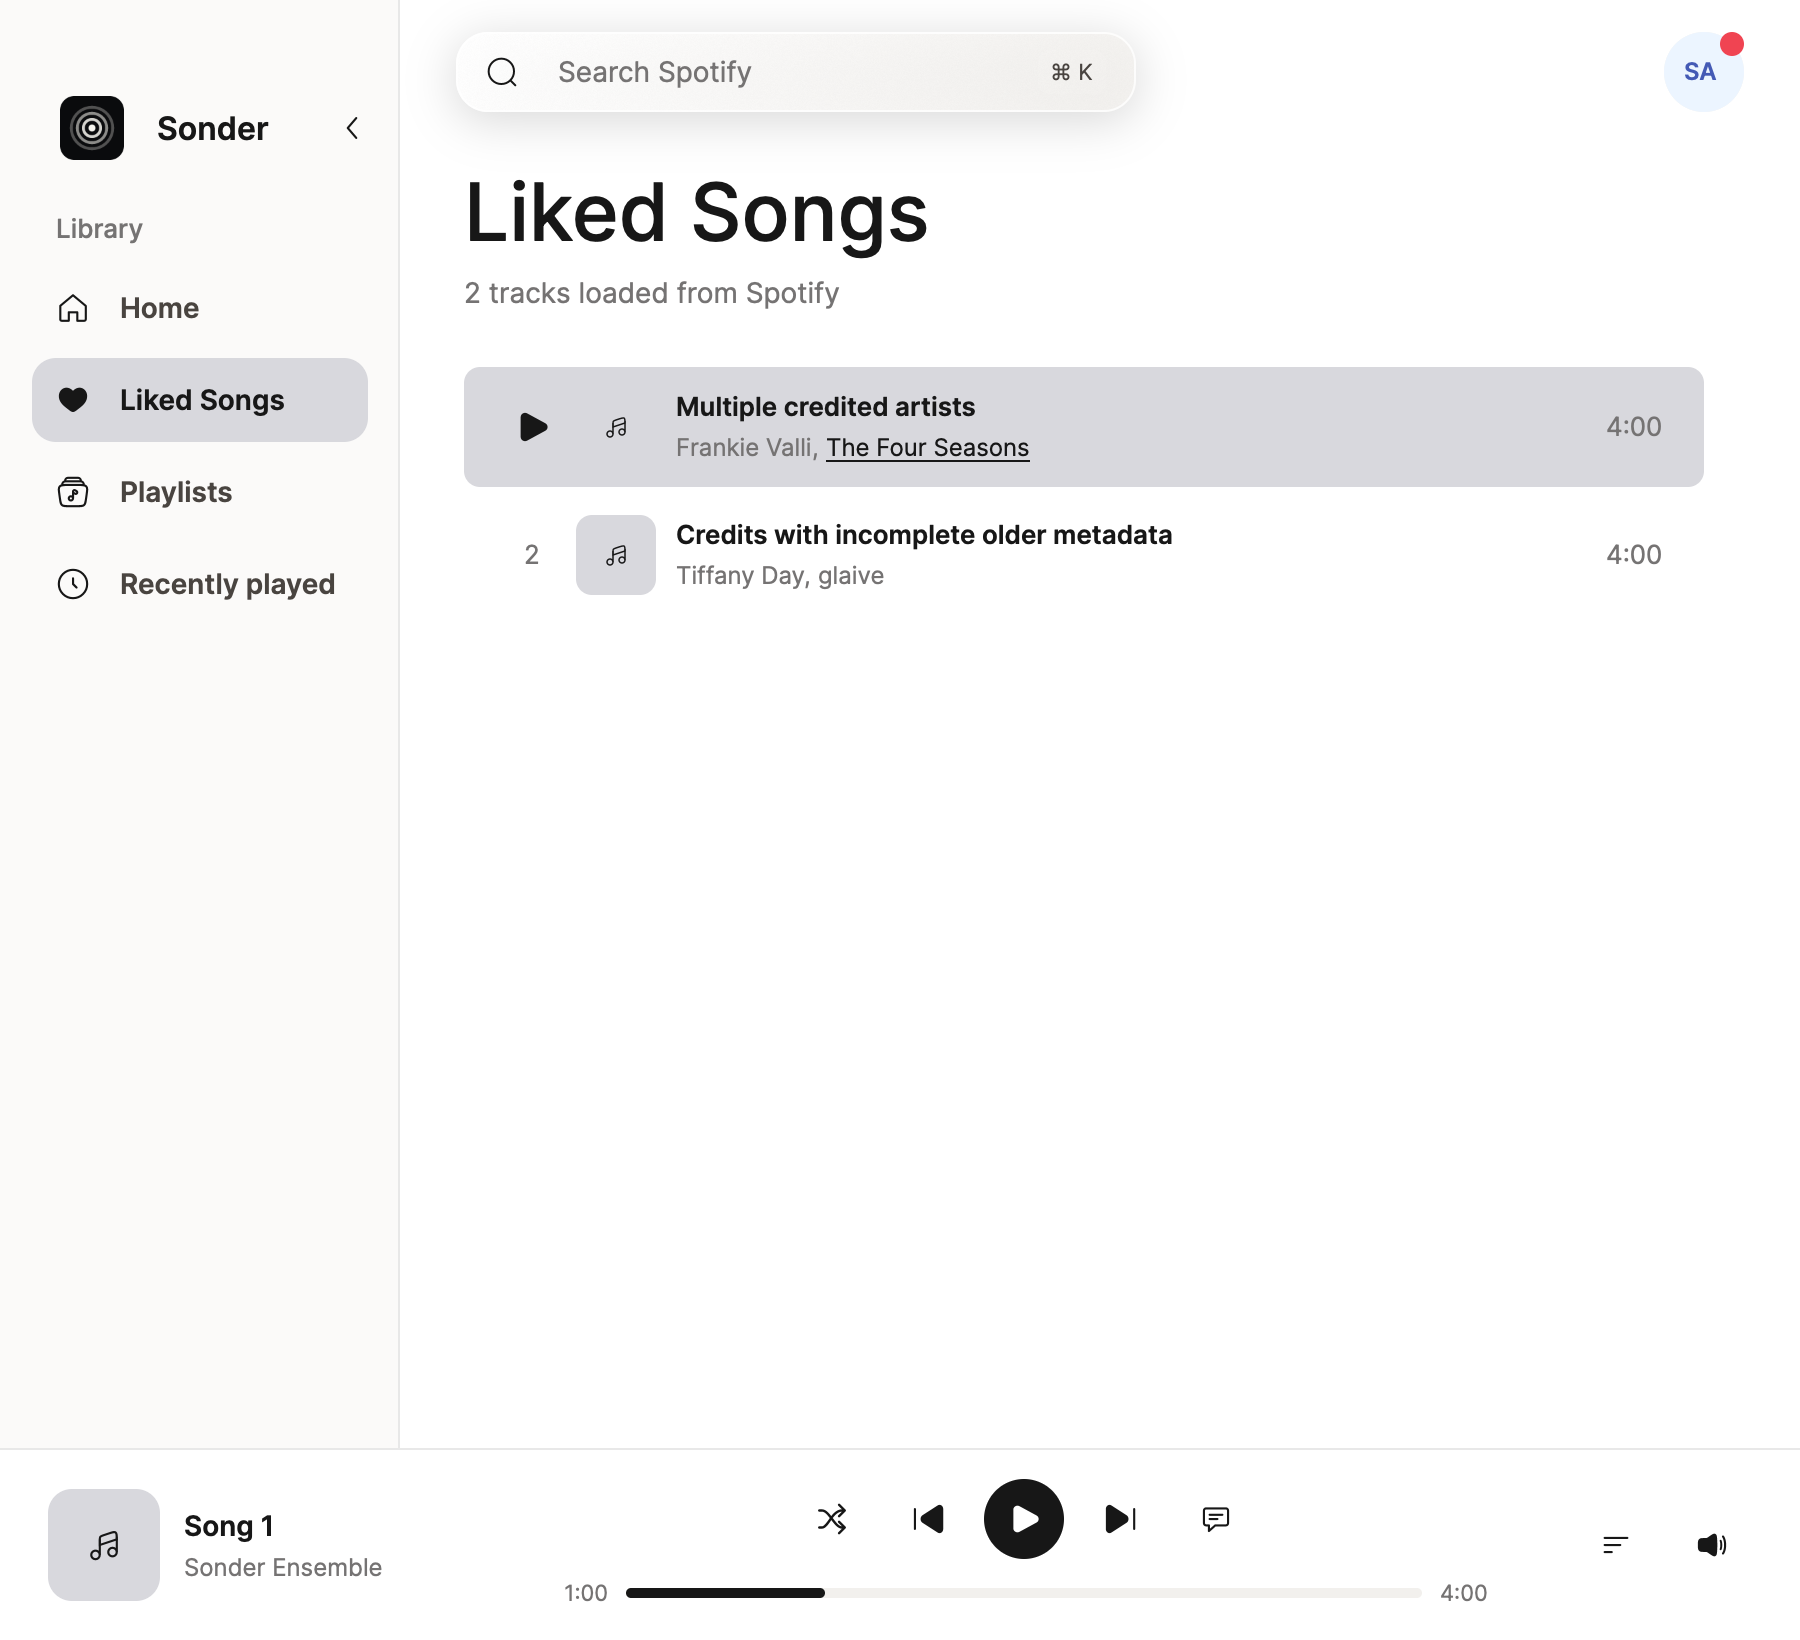 Search Spotify ⌘ K
SA
Sonder
Library
Home
Liked Songs
Playlists
Recently played
Liked Songs
2 tracks loaded from Spotify
Multiple credited artists
Frankie Valli, The Four Seasons
4:00
2
Credits with incomplete older metadata
Tiffany Day, glaive
4:00
Song 1
Sonder Ensemble
1:00
4:00